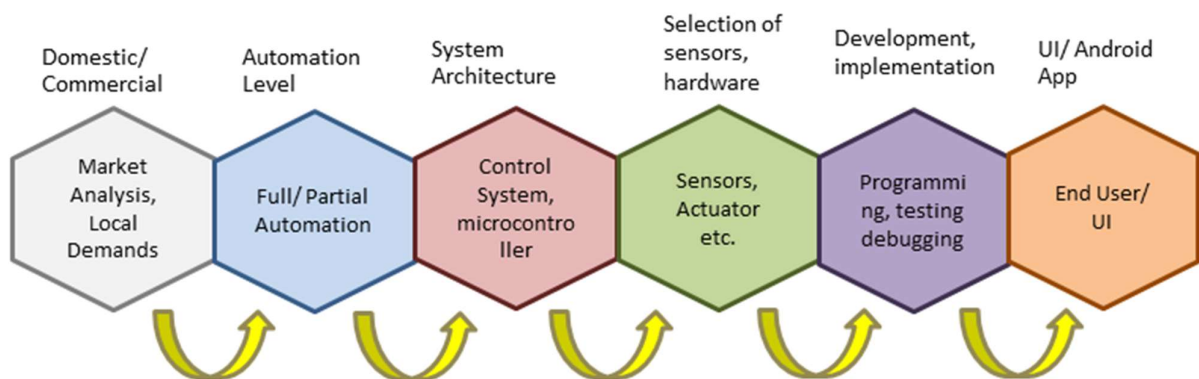 Domestic/
Commercial
Automation
Level
System
Architecture
Selection of
sensors,
hardware
Development,
implementation
UI/ Android
App
Market
Analysis,
Local
Demands
Full/ Partial
Automation
Control
System,
microcontro
ller
Sensors,
Actuator
etc.
Programmi
ng, testing
debugging
End User/
UI